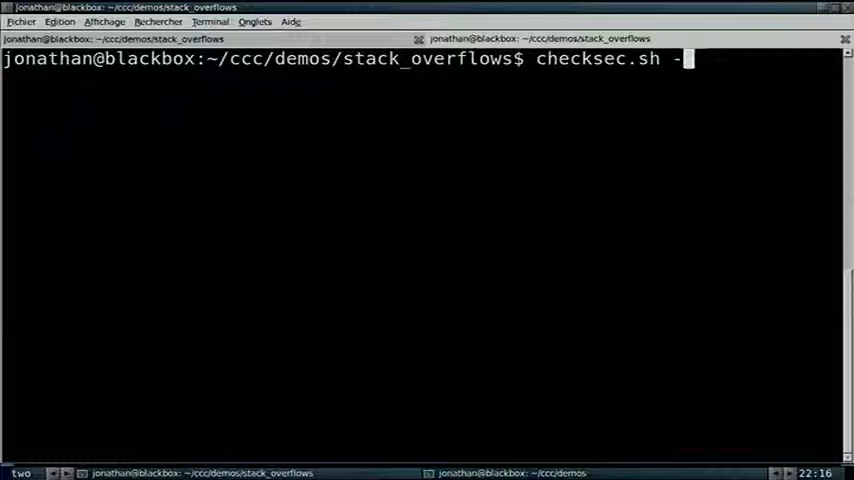 jonathan@blackbox: ~/ccc/demos/stack_overflows
Fichier Edition Affichage Rechercher Terminal Onglets Aide
jonathan@blackbox: ~/ccc/demos/stack_overflows jonathan@blackbox: ~/ccc/demos/stack_overflows
jonathan@blackbox:~/ccc/demos/stack_overflows$ checksec.sh -
two jonathan@blackbox: ~/ccc/demos/stack_overflows jonathan@blackbox: ~/ccc/demos 22:16